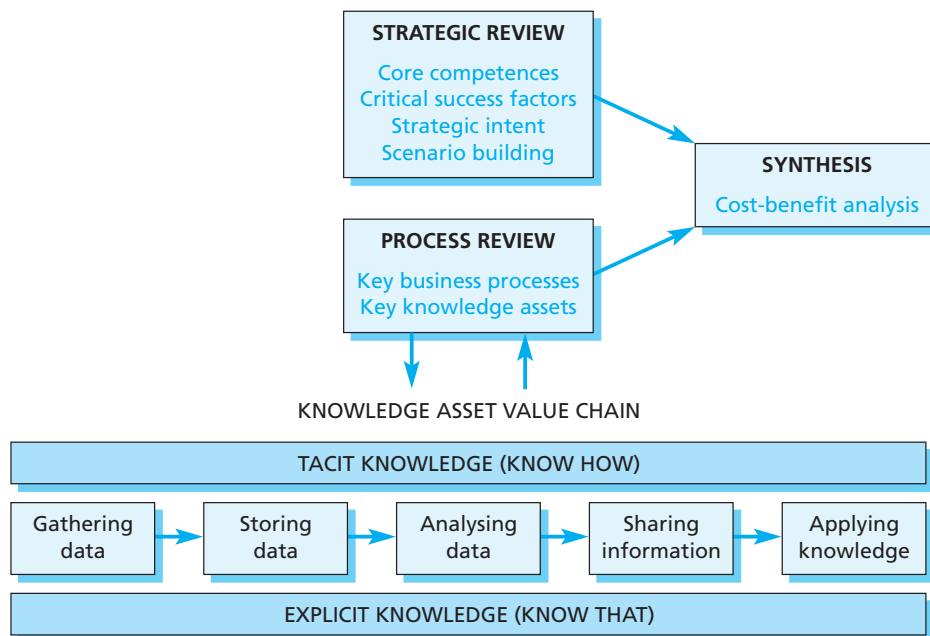 STRATEGIC REVIEW
Core competences
Critical success factors
Strategic intent
Scenario building
SYNTHESIS
Cost-benefit analysis
PROCESS REVIEW
Key business processes
Key knowledge assets
KNOWLEDGE ASSET VALUE CHAIN
TACIT KNOWLEDGE (KNOW HOW)
Gathering
data
Storing
data
Analysing
data
Sharing
information
Applying
knowledge
EXPLICIT KNOWLEDGE (KNOW THAT)